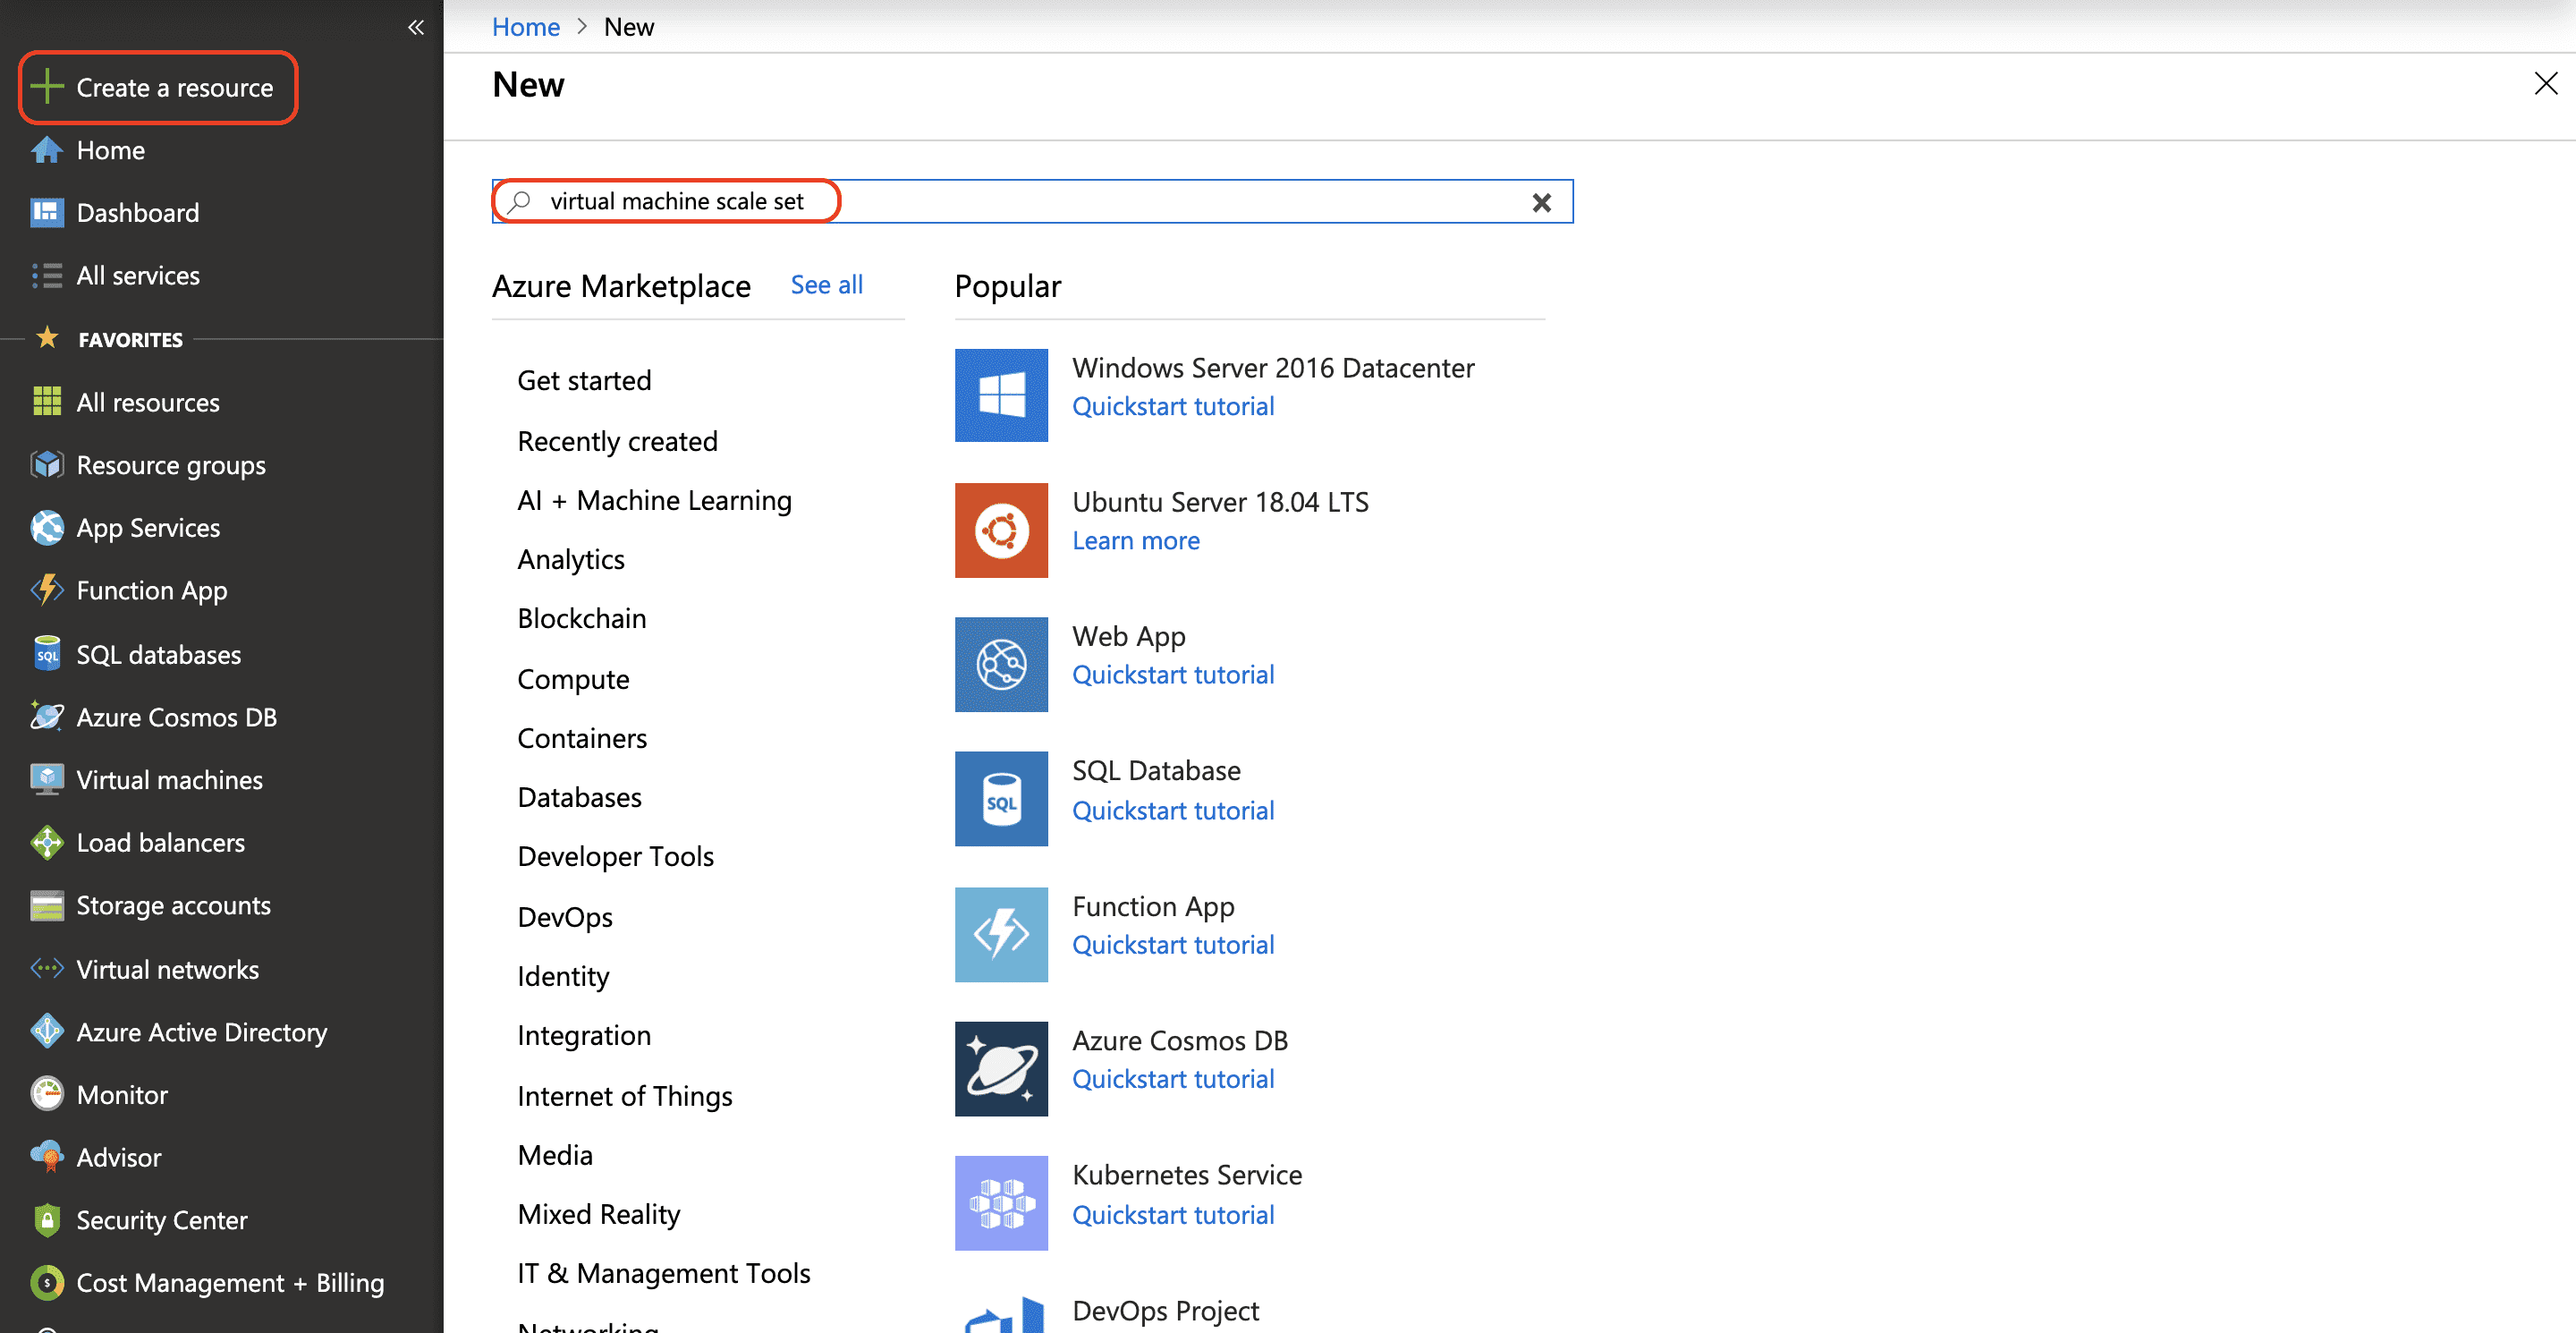 Create a resource
Home
Dashboard
All services
FAVORITES
All resources
Resource groups
App Services
Function App
SQL
SQL databases
Azure Cosmos DB
Virtual machines
Load balancers
Storage accounts
Virtual networks
Azure Active Directory
Monitor
Advisor
Security Center
$
Cost Management + Billing
Home > New
New
virtual machine scale set
Azure Marketplace See all
Get started
Recently created
AI + Machine Learning
Analytics
Blockchain
Compute
Containers
Databases
Developer Tools
DevOps
Identity
Integration
Internet of Things
Media
Mixed Reality
IT & Management Tools
Networking
Popular
Windows Server 2016 Datacenter
Quickstart tutorial
Ubuntu Server 18.04 LTS
Learn more
Web App
Quickstart tutorial
SQL
SQL Database
Quickstart tutorial
Function App
Quickstart tutorial
Azure Cosmos DB
Quickstart tutorial
Kubernetes Service
Quickstart tutorial
DevOps Project